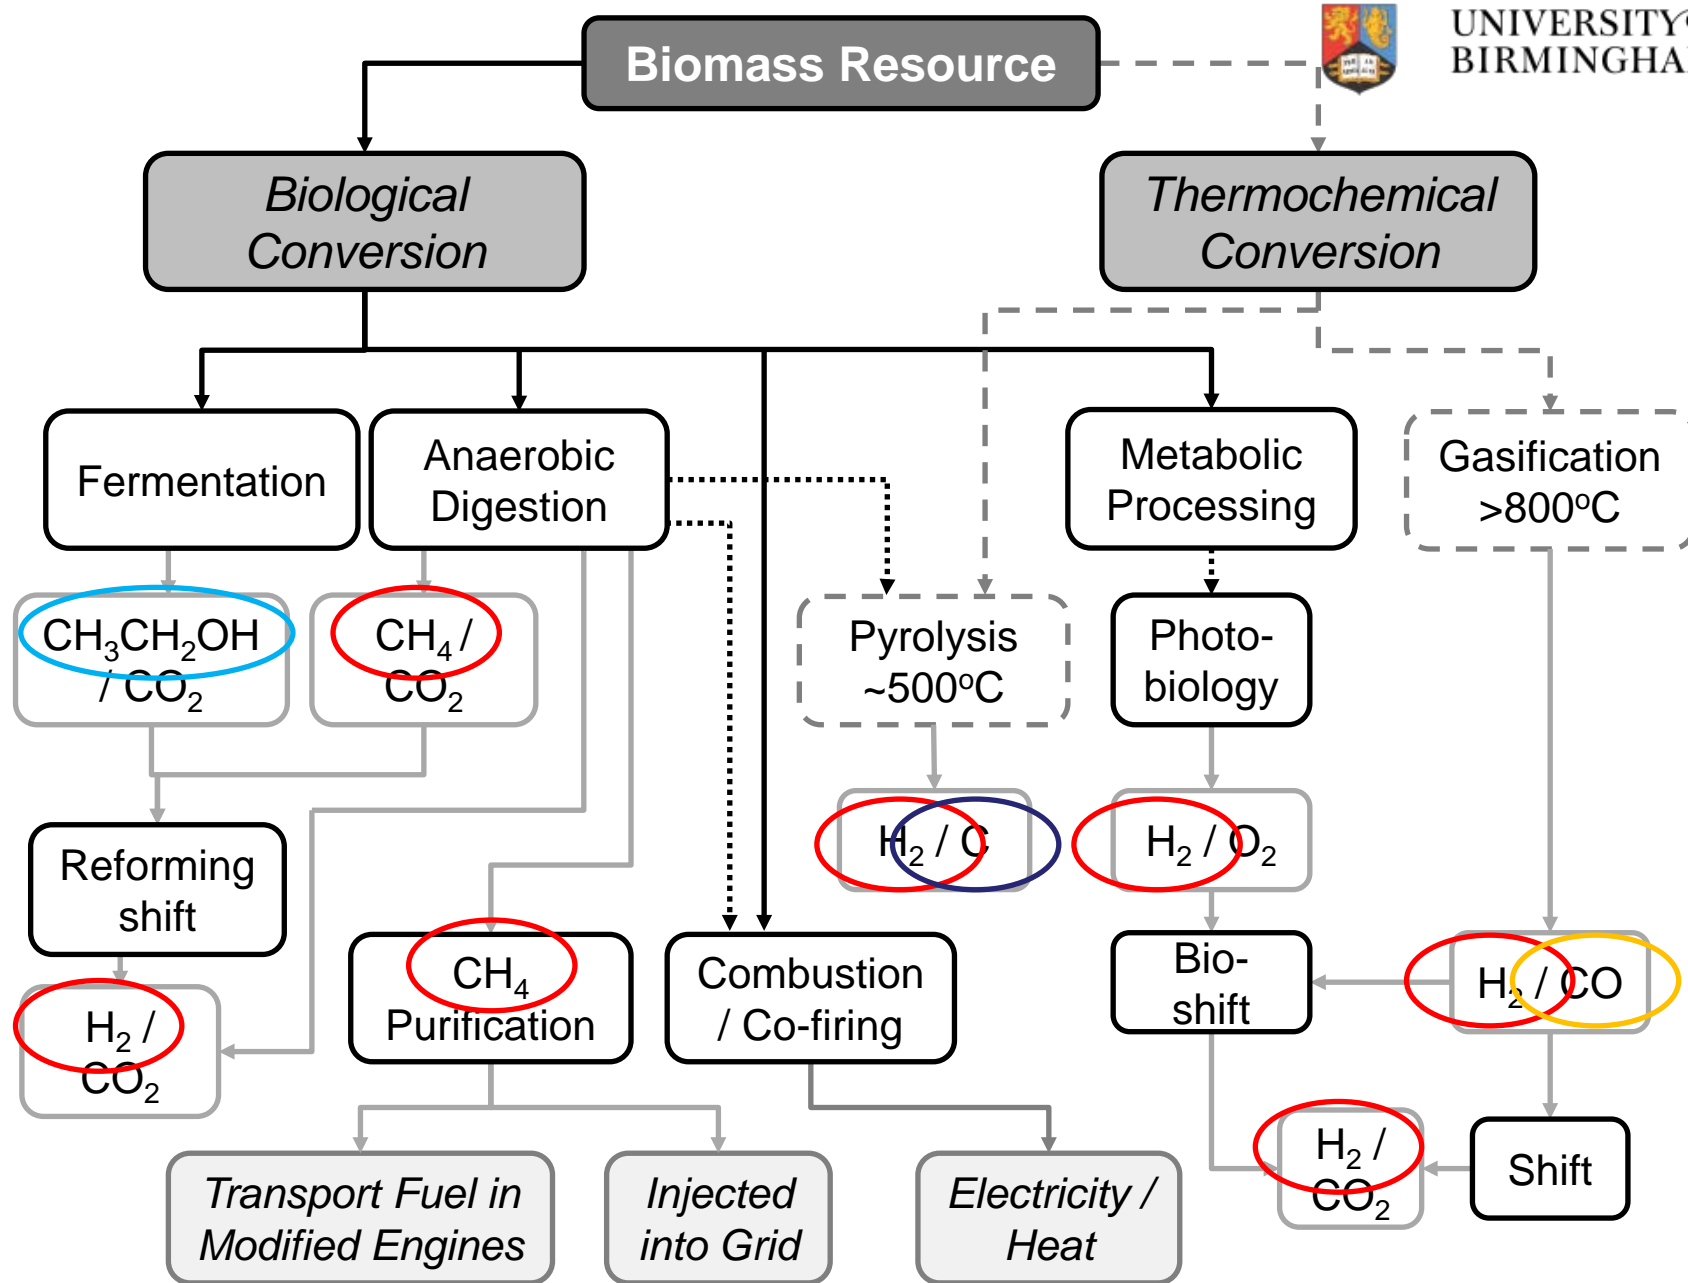 Biomass Resource
UNIVERSITY
BIRMINGHA
Biological
Conversion
Thermochemical
Conversion
Fermentation
Anaerobic
Digestion
Metabolic
Processing
Gasification
>800ºC
CH₃CH₂OH
/ CO₂
CH₄ /
CO₂
Pyrolysis
~500ºC
Photo-
biology
H₂ / C
H₂ / O₂
Reforming
shift
CH₄
Purification
Combustion
/ Co-firing
Bio-
shift
H₂ / CO
H₂ /
CO₂
H₂ /
CO₂
Shift
Transport Fuel in
Modified Engines
Injected
into Grid
Electricity /
Heat